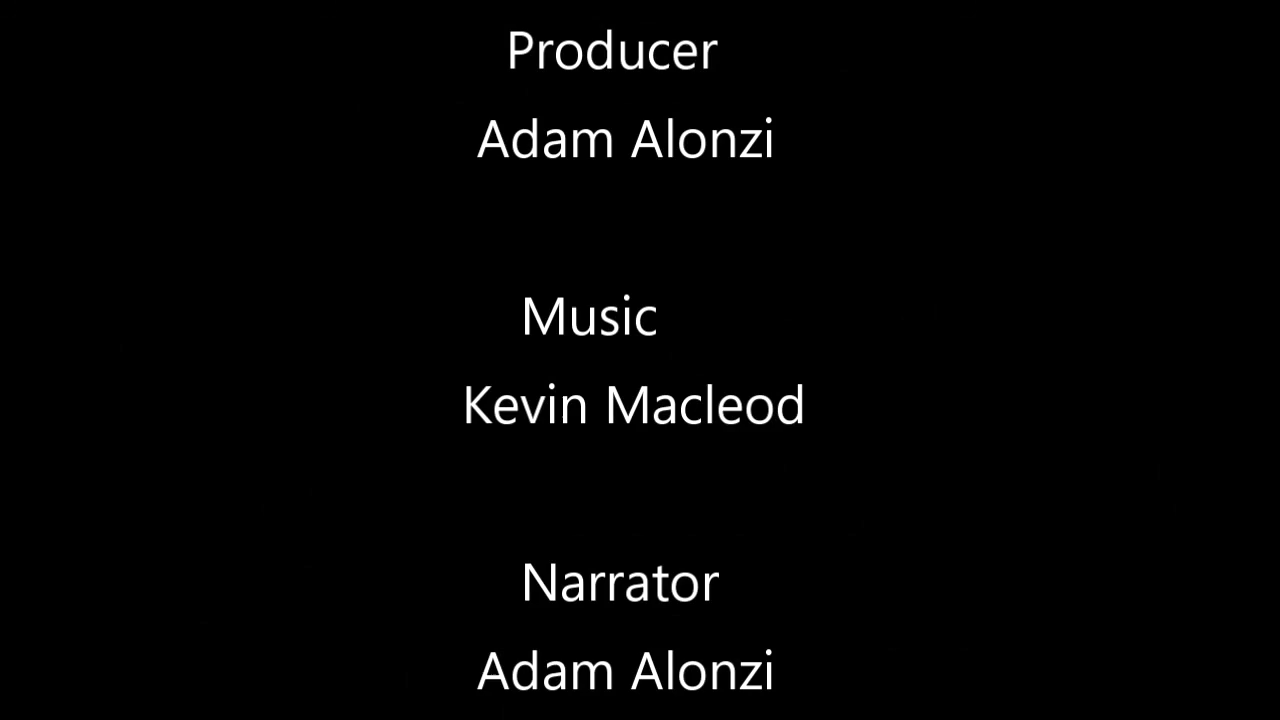 Producer
Adam Alonzi
Music
Kevin Macleod
Narrator
Adam Alonzi